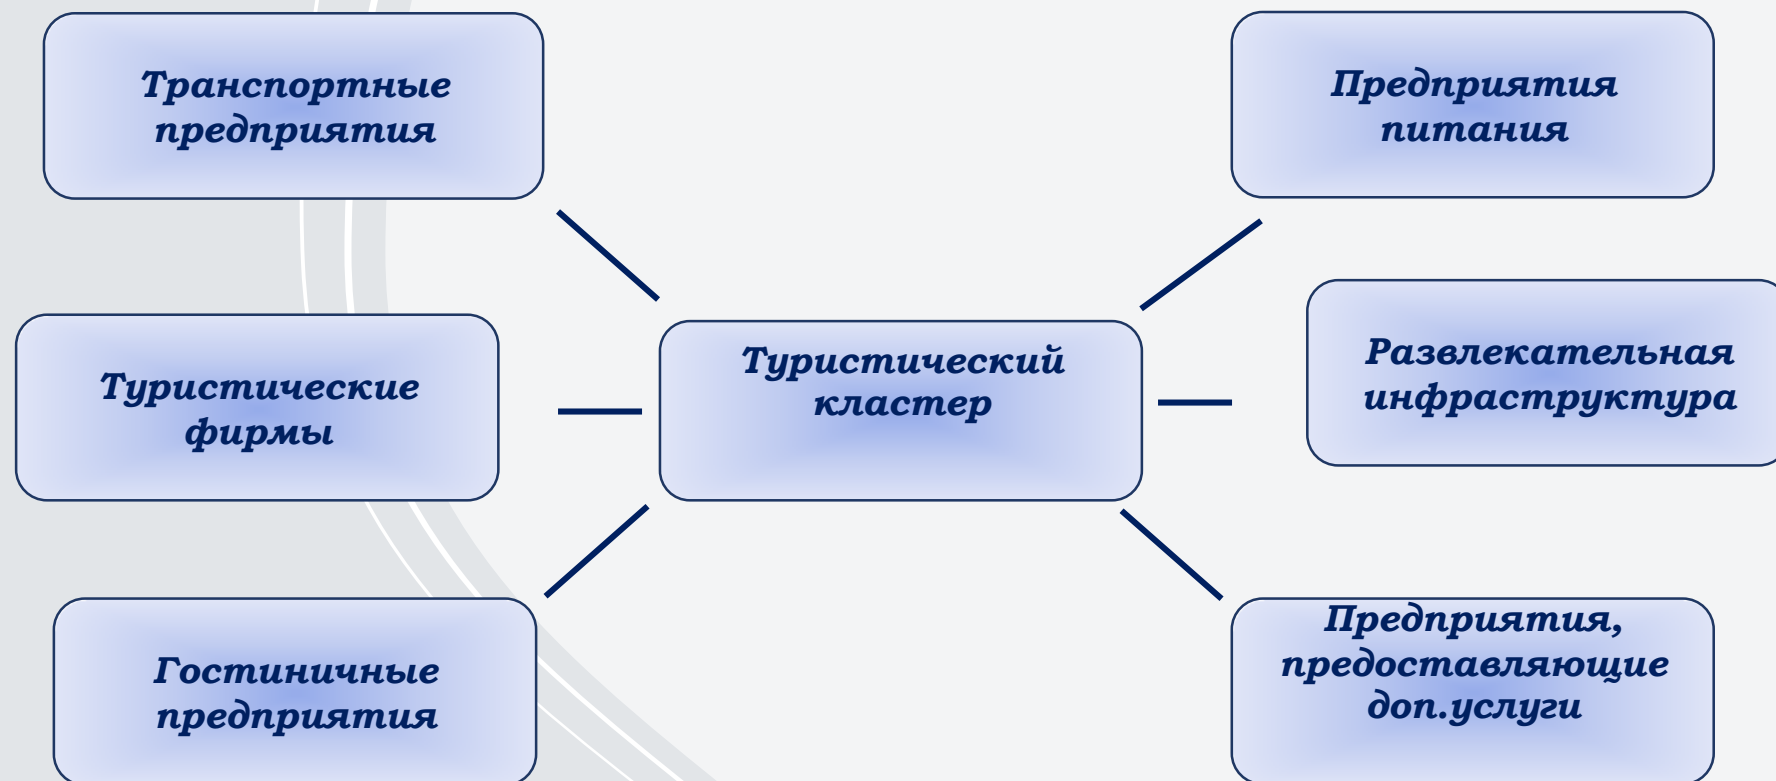 Транспортные
предприятия
Предприятия
питания
Туристические
фирмы
Туристический
кластер
Развлекательная
инфраструктура
Гостиничные
предприятия
Предприятия,
предоставляющие
доп.услуги